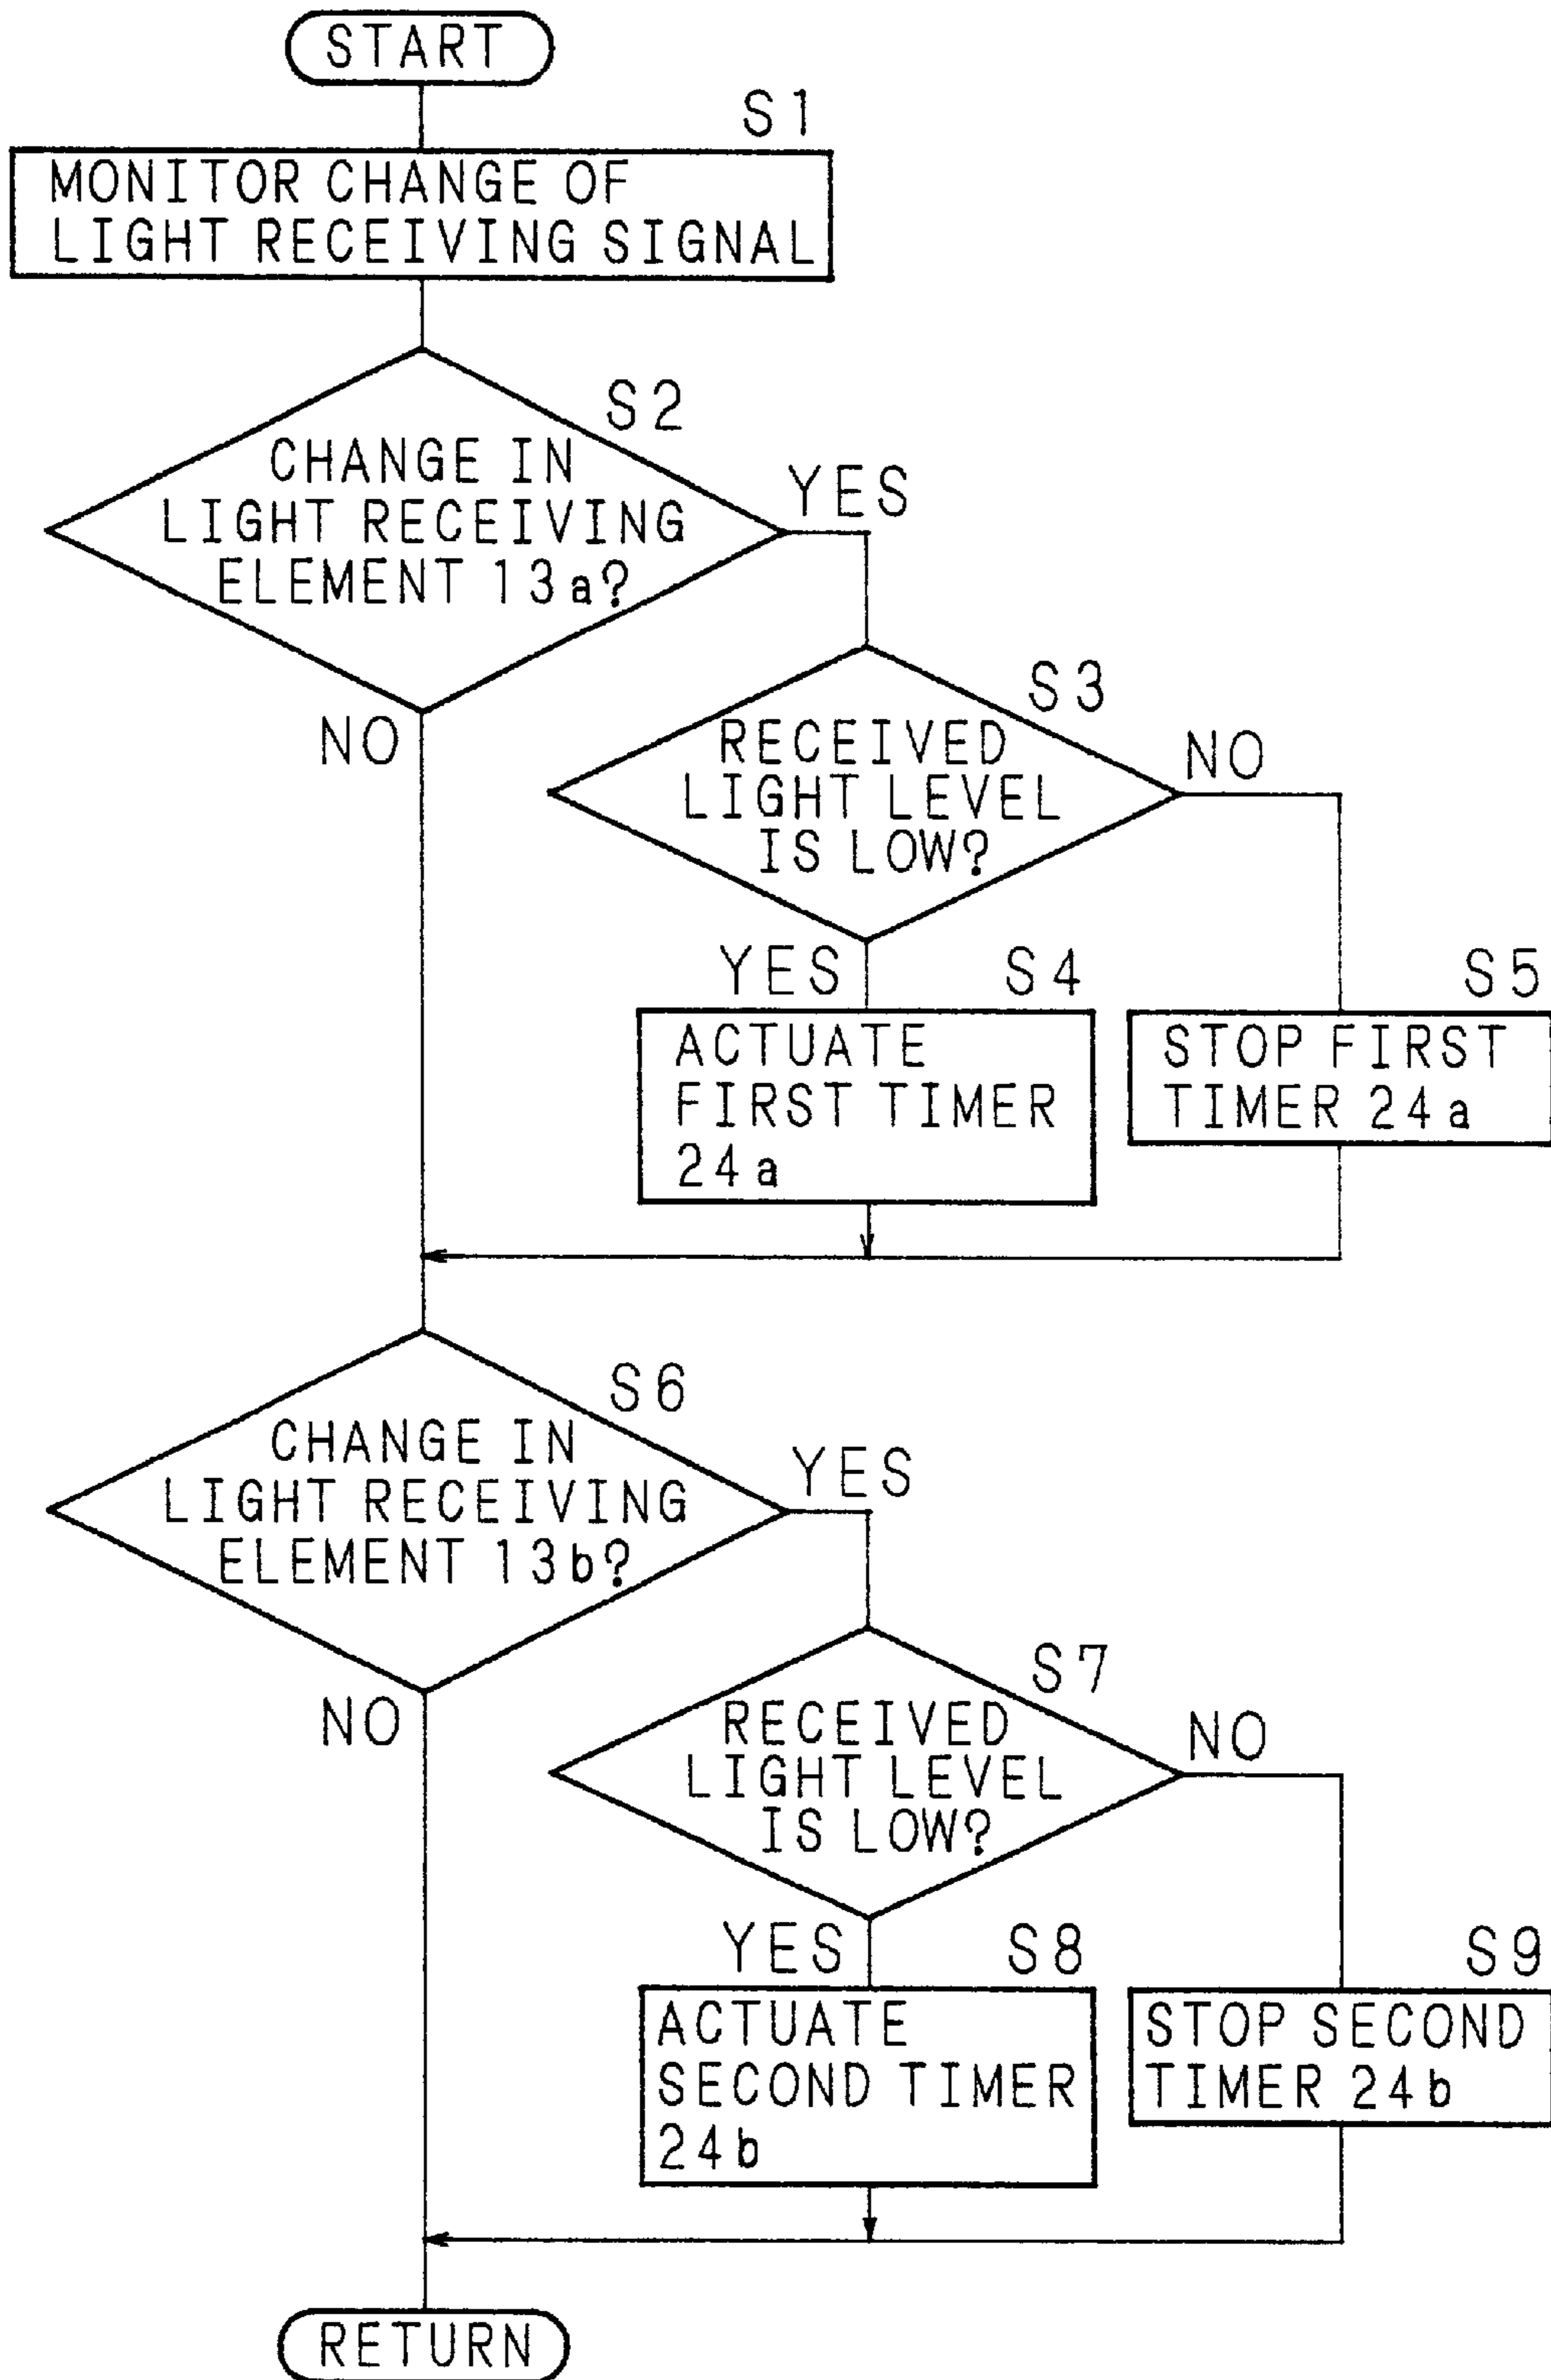 START
S1
MONITOR CHANGE OF
LIGHT RECEIVING SIGNAL
S2
CHANGE IN
LIGHT RECEIVING
ELEMENT 13a?
YES
NO
S3
RECEIVED
LIGHT LEVEL
IS LOW?
NO
YES
S4
ACTUATE
FIRST TIMER
24a
S5
STOP FIRST
TIMER 24a
S6
CHANGE IN
LIGHT RECEIVING
ELEMENT 13b?
YES
NO
S7
RECEIVED
LIGHT LEVEL
IS LOW?
NO
YES
S8
ACTUATE
SECOND TIMER
24b
S9
STOP SECOND
TIMER 24b
RETURN